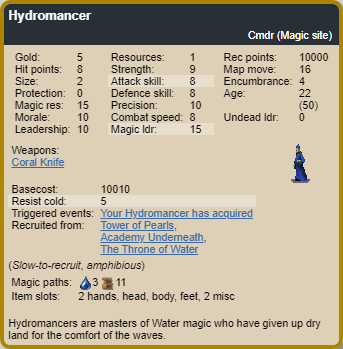 Hydromancer
Cmdr (Magic site)
Gold: 5 Resources: 1 Rec points: 10000
Hit points: 8 Strength: 9 Map move: 16
Size: 2 Attack skill: 8 Encumbrance: 4
Protection: 0 Defence skill: 8 Age: 22
Magic res: 15 Precision: 10 (50)
Morale: 10 Combat speed: 8 Undead ldr: 0
Leadership: 10 Magic ldr: 15
Weapons:
Coral Knife
Basecost: 10010
Resist cold: 5
Triggered events: Your Hydromancer has acquired
Recruited from: Tower of Pearls,
Academy Underneath,
The Throne of Water
(Slow-to-recruit, amphibious)
Magic paths: 3 11
Item slots: 2 hands, head, body, feet, 2 misc
Hydromancers are masters of Water magic who have given up dry
land for the comfort of the waves.